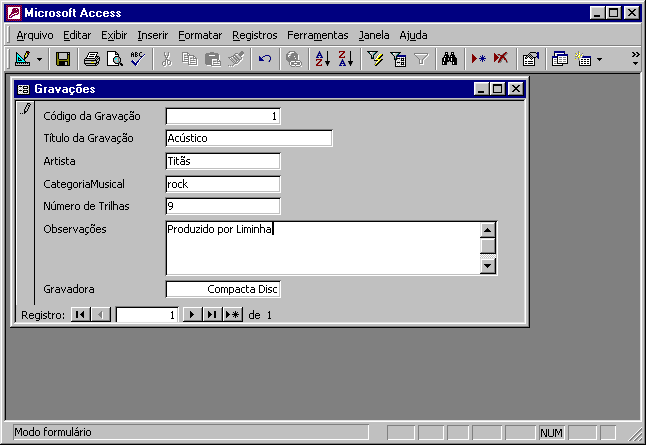 Microsoft Access
Arquivo Editar Exibir Inserir Formatar Registros Ferramentas Janela Ajuda
ABC
A Z Z A
Gravações
Código da Gravação 1
Título da Gravação Acústico
Artista Titãs
CategoriaMusical rock
Número de Trilhas 9
Observações Produzido por Liminha
Gravadora Compacta Disc
Registro: 1 de 1
Modo formulário NUM